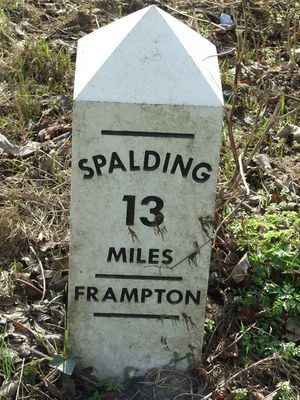 SPALDING
13
MILES
FRAMPTON